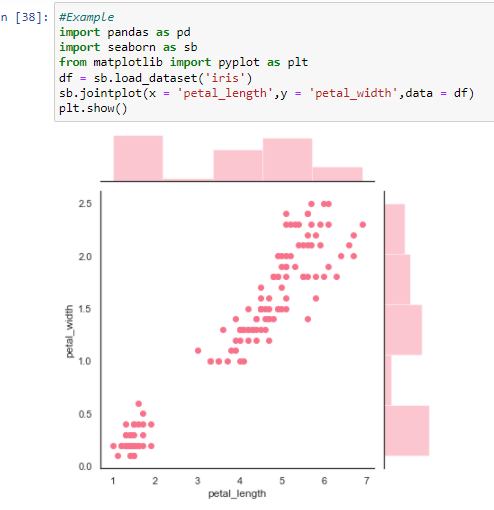 n [38]:
#Example
import pandas as pd
import seaborn as sb
from matplotlib import pyplot as plt
df = sb.load_dataset('iris')
sb.jointplot(x = 'petal_length',y = 'petal_width',data = df)
plt.show()
2.5
2.0
1.5
1.0
0.5
0.0
petal_width
1 2 3 4 5 6 7
petal_length